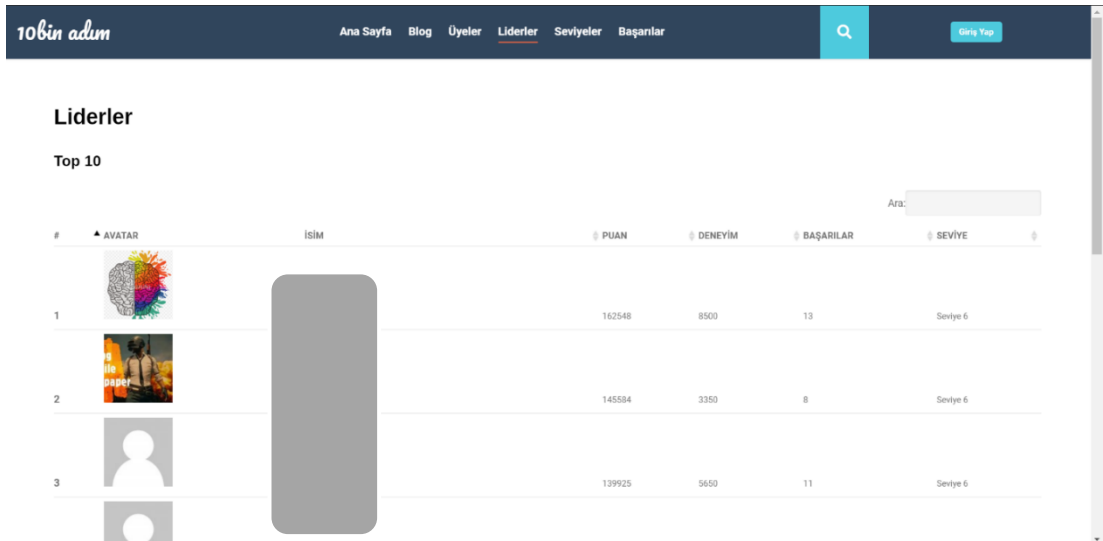 10bin adım
Ana Sayfa Blog Üyeler Liderler Seviyeler Başarılar
Giriş Yap
Liderler
Top 10
Ara:
# AVATAR İSİM PUAN DENEYİM BAŞARILAR SEVİYE
1 162548 8500 13 Seviye 6
2 145584 3350 8 Seviye 6
3 139925 5650 11 Seviye 6